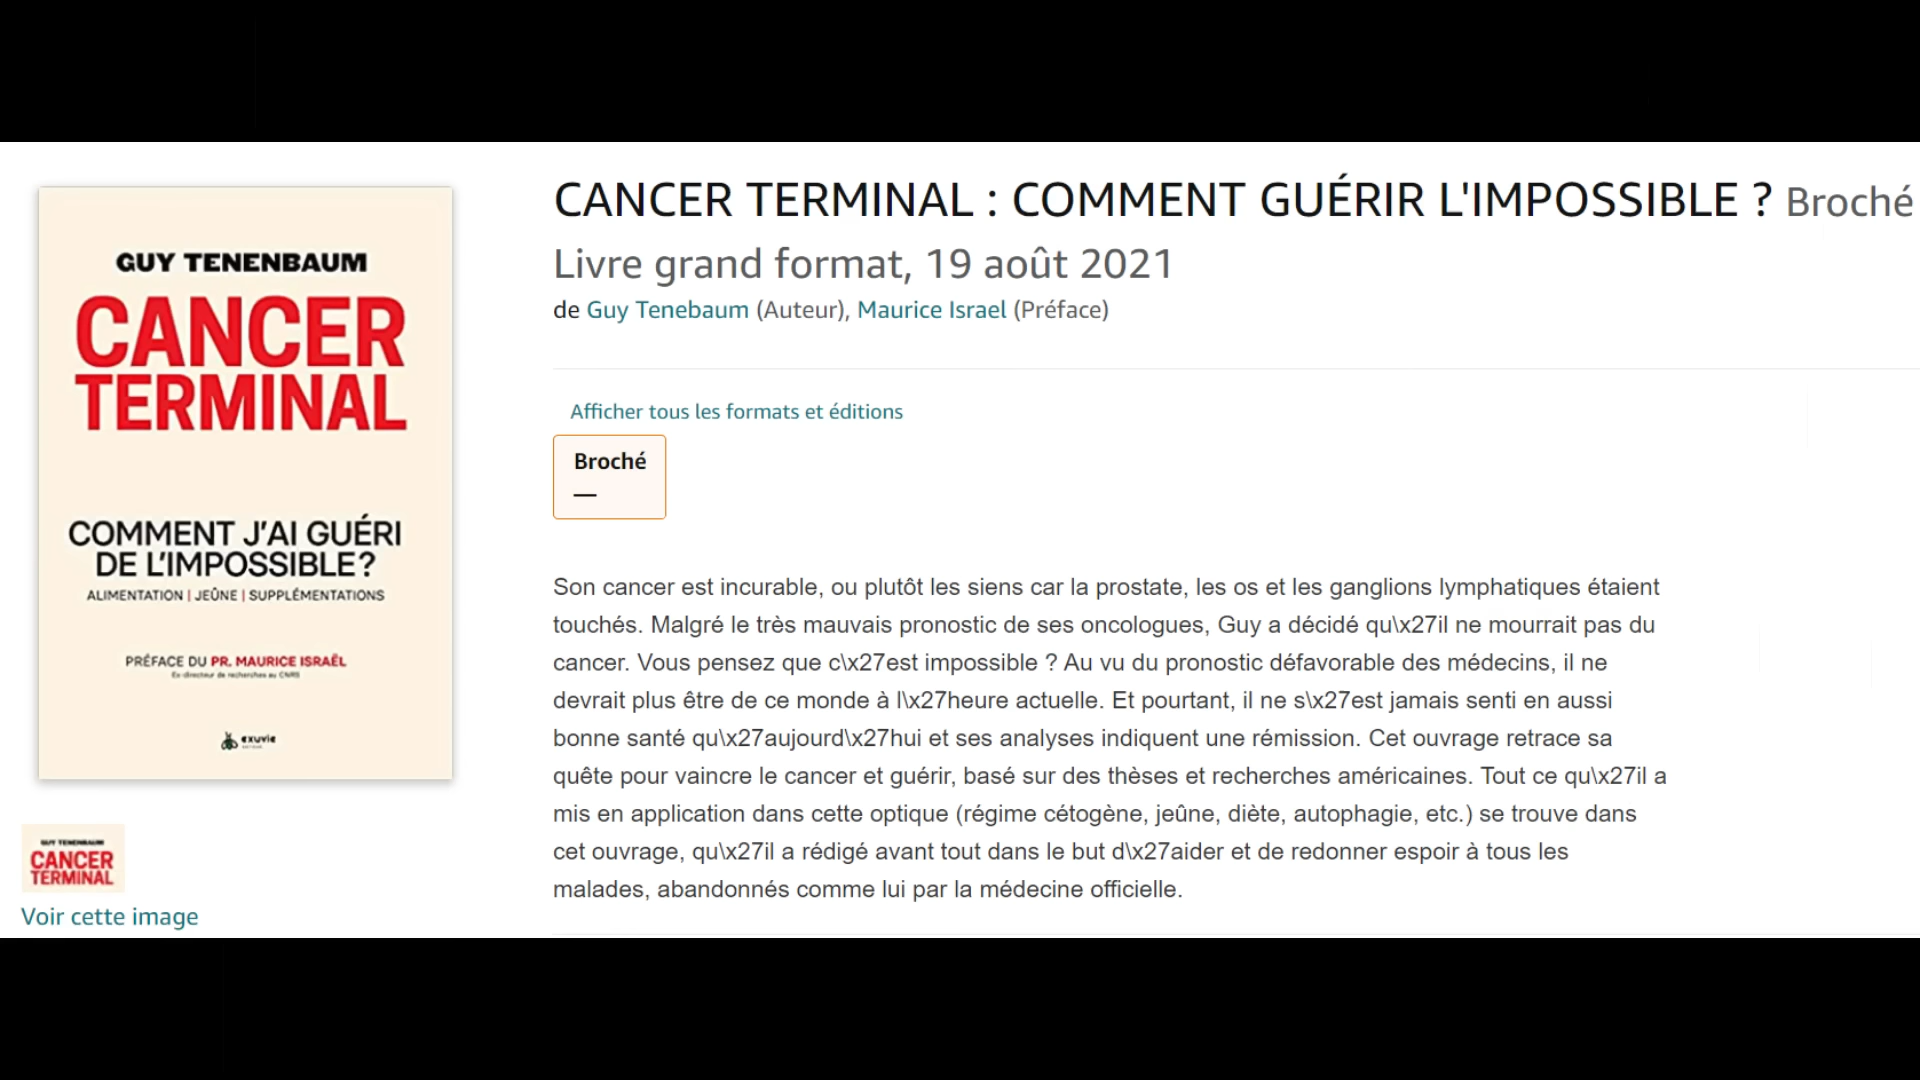 GUY TENENBAUM
CANCER
TERMINAL
COMMENT J'AI GUÉRI
DE L'IMPOSSIBLE?
ALIMENTATION | JEÛNE | SUPPLÉMENTATIONS
PRÉFACE DU PR. MAURICE ISRAËL
Ex-directeur de recherches au CNRS
exuvie
GUY TENENBAUM
CANCER
TERMINAL
Voir cette image
CANCER TERMINAL : COMMENT GUÉRIR L'IMPOSSIBLE ? Broché
Livre grand format, 19 août 2021
de Guy Tenebaum (Auteur), Maurice Israel (Préface)
Afficher tous les formats et éditions
Broché
—
Son cancer est incurable, ou plutôt les siens car la prostate, les os et les ganglions lymphatiques étaient
touchés. Malgré le très mauvais pronostic de ses oncologues, Guy a décidé qu\x27il ne mourrait pas du
cancer. Vous pensez que c\x27est impossible ? Au vu du pronostic défavorable des médecins, il ne
devrait plus être de ce monde à l\x27heure actuelle. Et pourtant, il ne s\x27est jamais senti en aussi
bonne santé qu\x27aujourd\x27hui et ses analyses indiquent une rémission. Cet ouvrage retrace sa
quête pour vaincre le cancer et guérir, basé sur des thèses et recherches américaines. Tout ce qu\x27il a
mis en application dans cette optique (régime cétogène, jeûne, diète, autophagie, etc.) se trouve dans
cet ouvrage, qu\x27il a rédigé avant tout dans le but d\x27aider et de redonner espoir à tous les
malades, abandonnés comme lui par la médecine officielle.